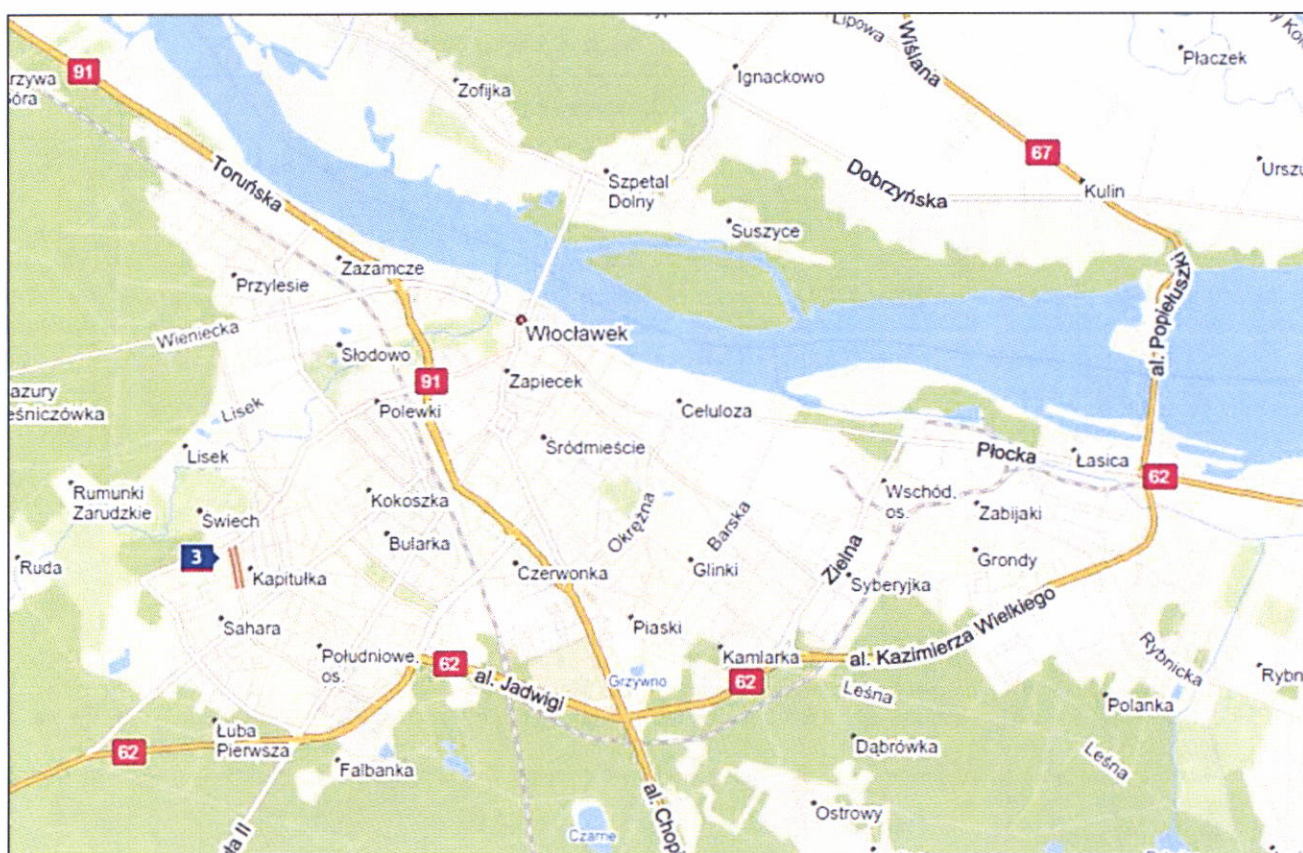 Lipowa
Wiślana
Płaczek
91
Zofijka
Ignackowo
67
Toruńska
Szpetal
Dolny
Dobrzyńska
Kulin
Suszyce
Zazamcze
Przylesie
al. Popiełuszki
Wieniecka
Włocławek
Słodowo
91
Zapiecek
Lisek
Polewki
Celuloza
Lisek
Śródmieście
Płocka
Łasica
62
Rumunki
Zarudzkie
Kokoszka
Wschód.
os.
Zabijaki
Świech
Bularka
Okrężna
Barska
Zielna
Grondy
3
Ruda
Kapitułka
Czerwonka
Glinki
Syberyjka
Sahara
Piaski
al. Kazimierza Wielkiego
Południowe.
os.
62
al. Jadwigi
Grzywno
Kamlarka
62
Leśna
Rybnicka
Polanka
62
Łuba
Pierwsza
Falbanka
Dąbrówka
Leśna
Ostrowy
Czarne